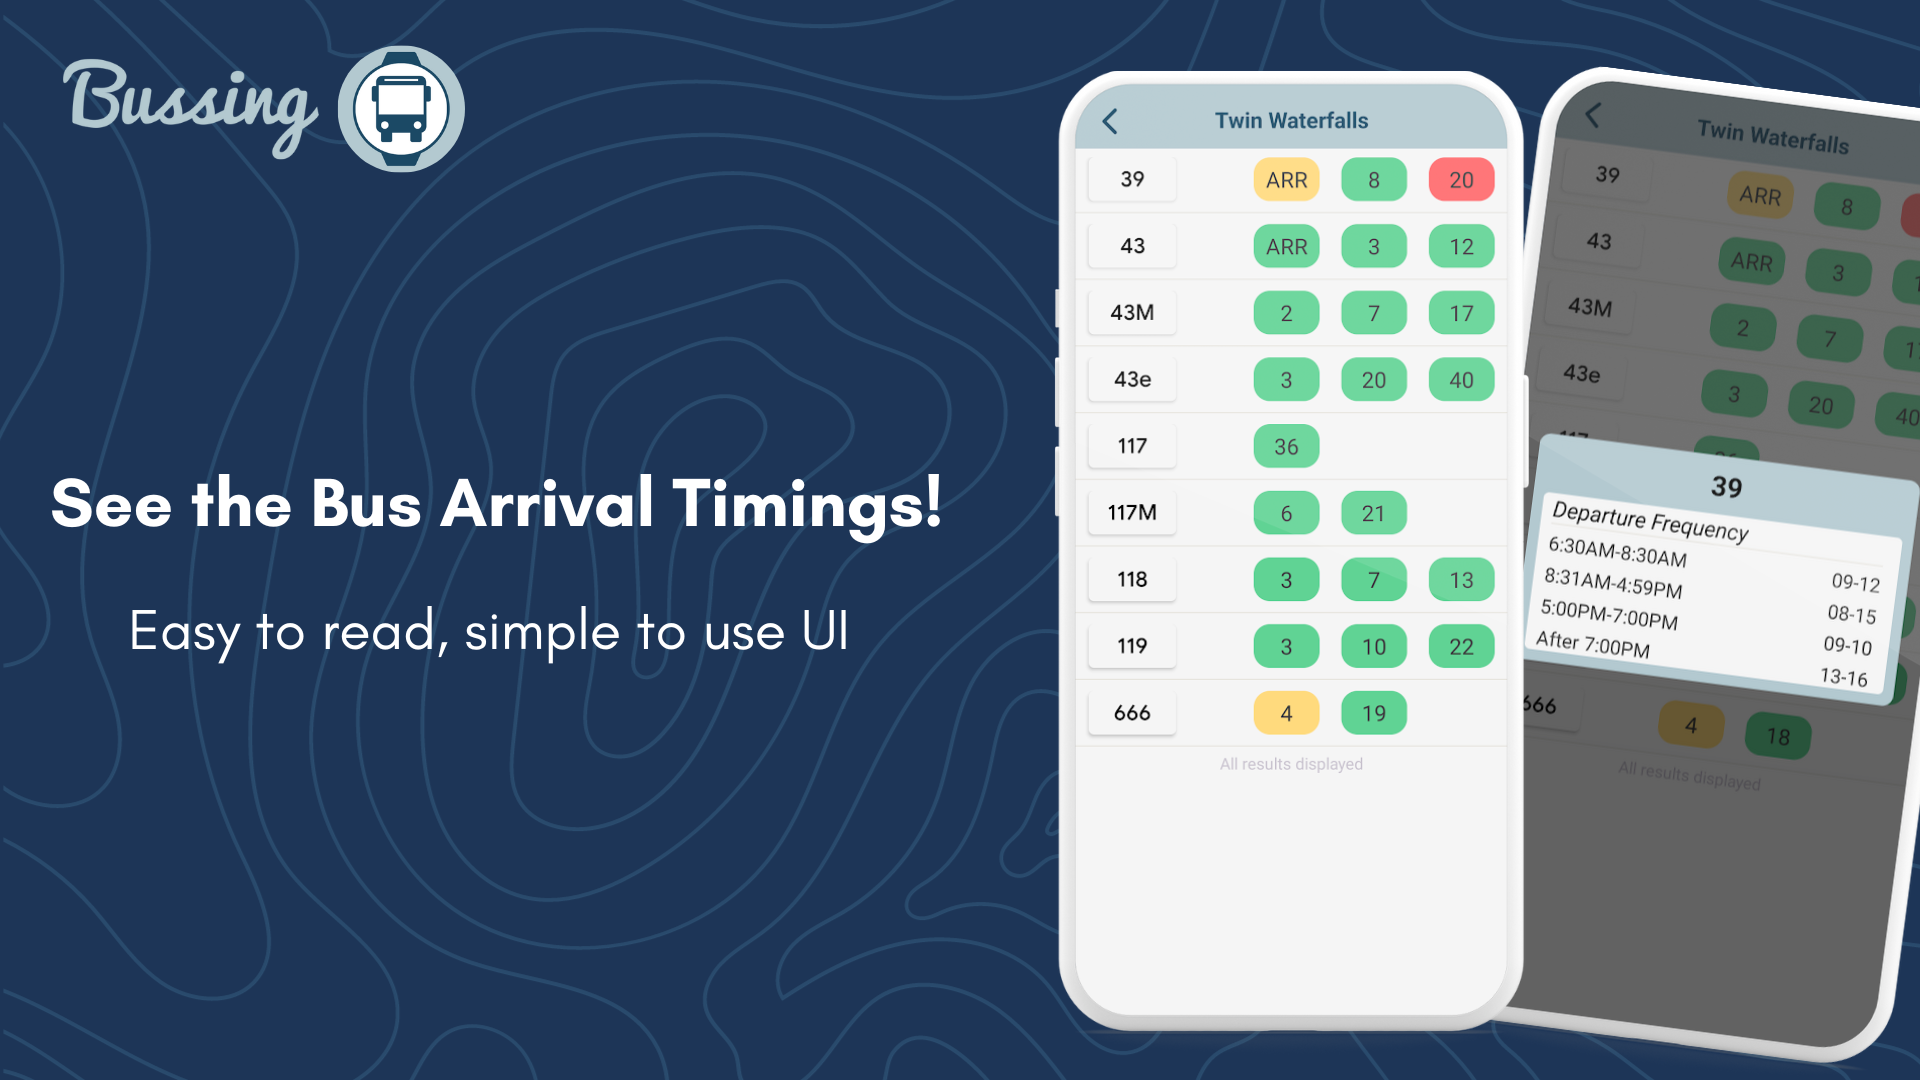 Bussing
See the Bus Arrival Timings!
Easy to read, simple to use UI
Twin Waterfalls
39 ARR 8 20
43 ARR 3 12
43M 2 7 17
43e 3 20 40
117 36
117M 6 21
118 3 7 13
119 3 10 22
666 4 19
All results displayed
Twin Waterfalls
39 ARR 8
43 ARR 3
43M 2 7
43e 3 20 40
39
Departure Frequency
6:30AM-8:30AM 09-12
8:31AM-4:59PM 08-15
5:00PM-7:00PM 09-10
After 7:00PM 13-16
666 4 18
All results displayed